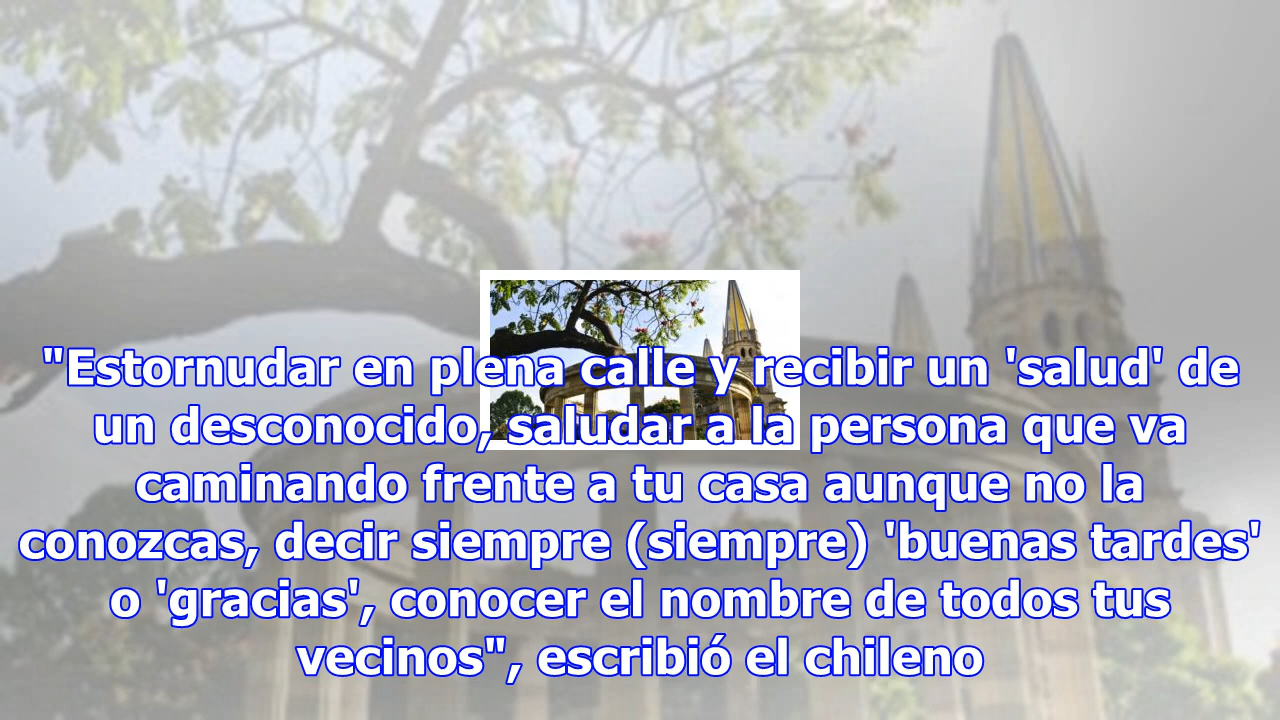 "Estornudar en plena calle y recibir un 'salud' de
un desconocido, saludar a la persona que va
caminando frente a tu casa aunque no la
conozcas, decir siempre (siempre) 'buenas tardes'
o 'gracias', conocer el nombre de todos tus
vecinos", escribió el chileno